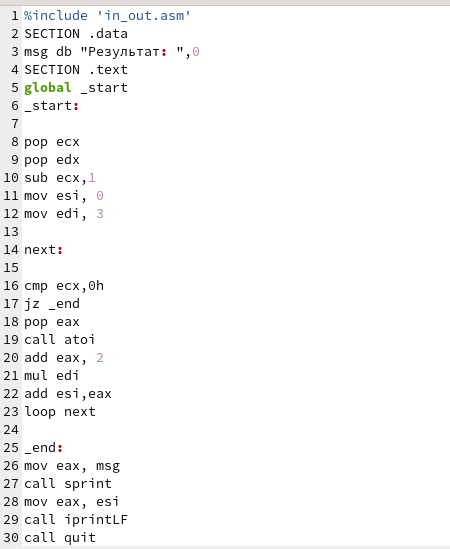 1 %include 'in_out.asm'
2 SECTION .data
3 msg db "Результат: ",0
4 SECTION .text
5 global _start
6 _start:
7
8 pop ecx
9 pop edx
10 sub ecx,1
11 mov esi, 0
12 mov edi, 3
13
14 next:
15
16 cmp ecx,0h
17 jz _end
18 pop eax
19 call atoi
20 add eax, 2
21 mul edi
22 add esi,eax
23 loop next
24
25 _end:
26 mov eax, msg
27 call sprint
28 mov eax, esi
29 call iprintLF
30 call quit